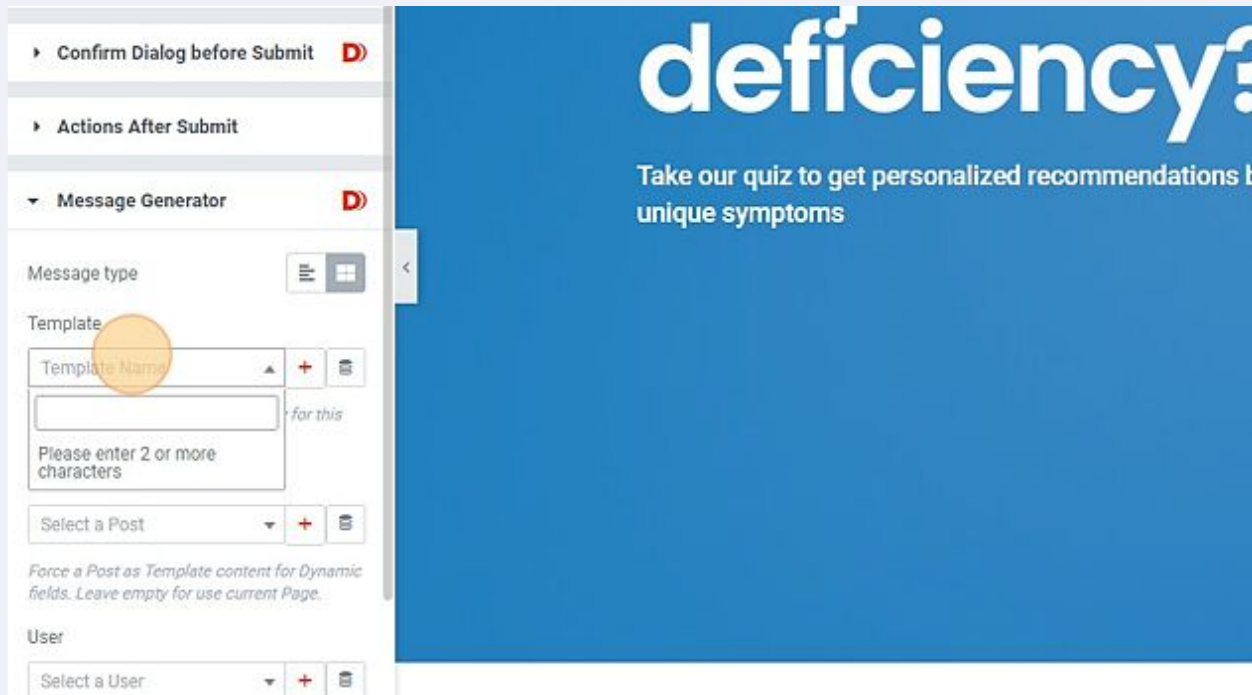 Confirm Dialog before Submit
Actions After Submit
Message Generator
Message type
Template
Template Name
for this
Please enter 2 or more
characters
Select a Post
Force a Post as Template content for Dynamic
fields. Leave empty for use current Page.
User
Select a User
deficiency?
Take our quiz to get personalized recommendations b
unique symptoms